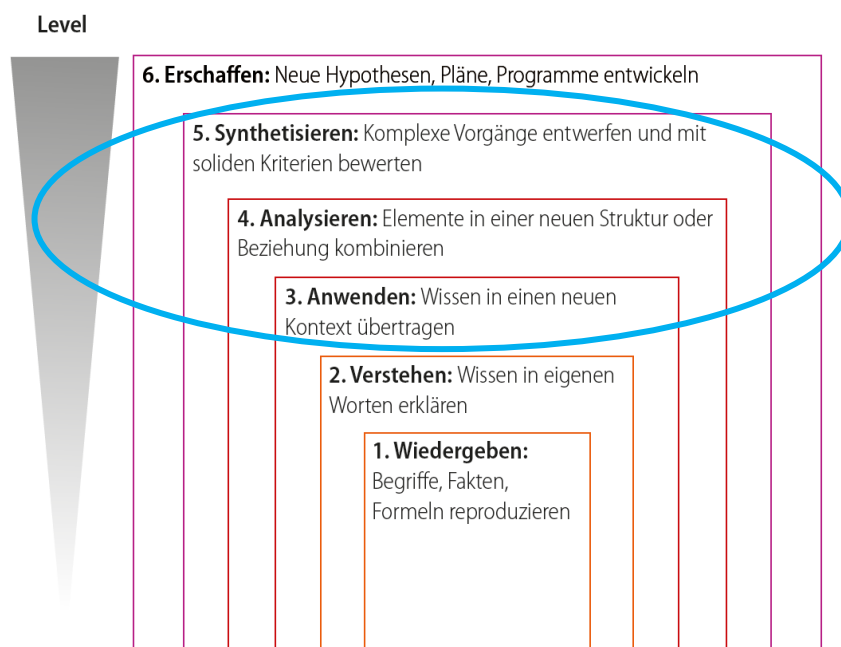 Level
6. Erschaffen: Neue Hypothesen, Pläne, Programme entwickeln
5. Synthetisieren: Komplexe Vorgänge entwerfen und mit
soliden Kriterien bewerten
4. Analysieren: Elemente in einer neuen Struktur oder
Beziehung kombinieren
3. Anwenden: Wissen in einen neuen
Kontext übertragen
2. Verstehen: Wissen in eigenen
Worten erklären
1. Wiedergeben:
Begriffe, Fakten,
Formeln reproduzieren